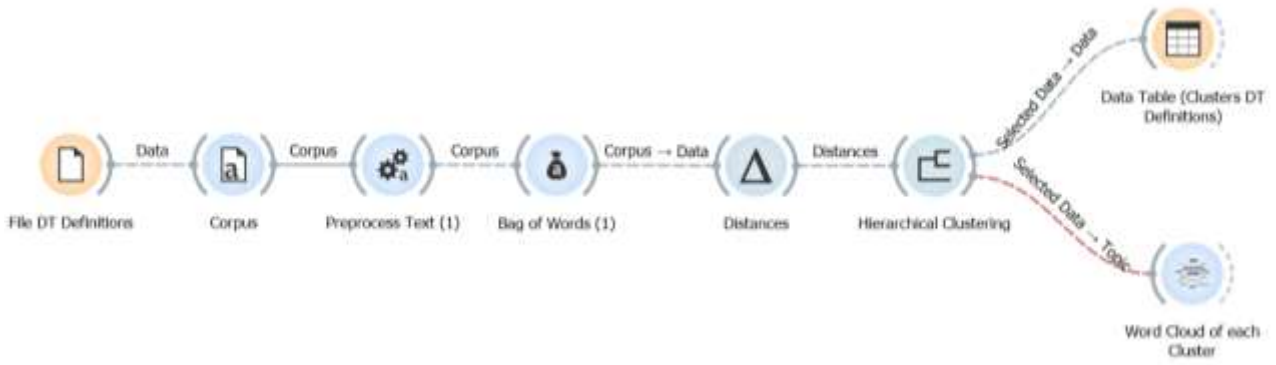 Selected Data → Data
Data Table (Clusters DT
Definitions)
Data
Corpus
Corpus
Corpus → Data
Distances
a
a
Δ
File DT Definitions
Corpus
Preprocess Text (1)
Bag of Words (1)
Distances
Hierarchical Clustering
Selected Data → Topic
Word Cloud of each
Cluster